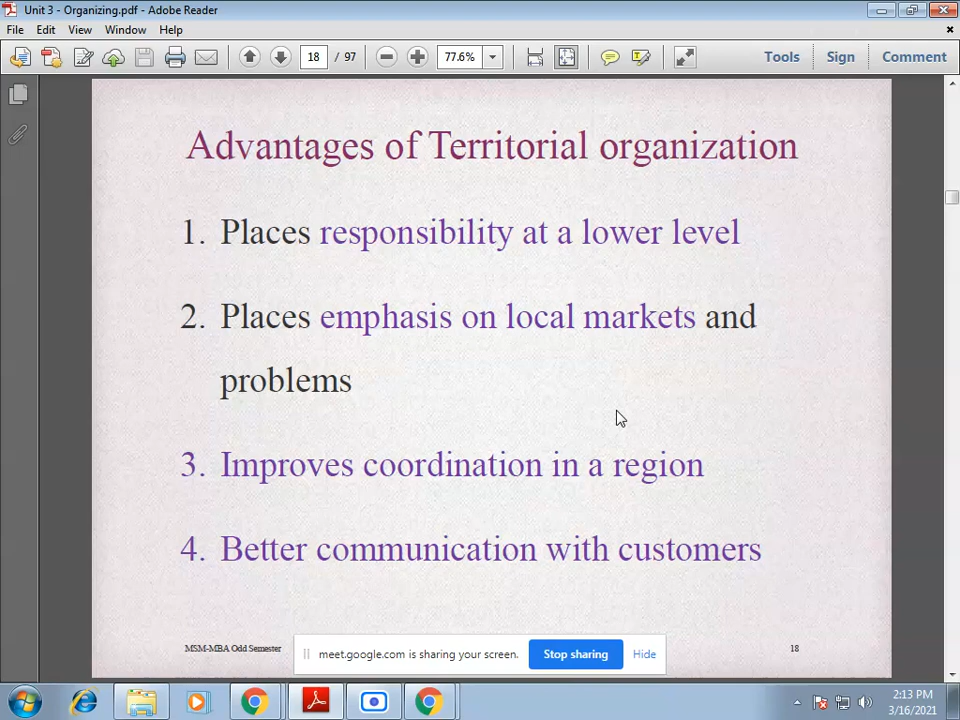 Unit 3 - Organizing.pdf - Adobe Reader
File Edit View Window Help
18 / 97 77.6% Tools Sign Comment
Advantages of Territorial organization
1. Places responsibility at a lower level
2. Places emphasis on local markets and
problems
3. Improves coordination in a region
4. Better communication with customers
MSM-MBA Odd Semester
18
meet.google.com is sharing your screen. Stop sharing Hide
2:13 PM
3/16/2021